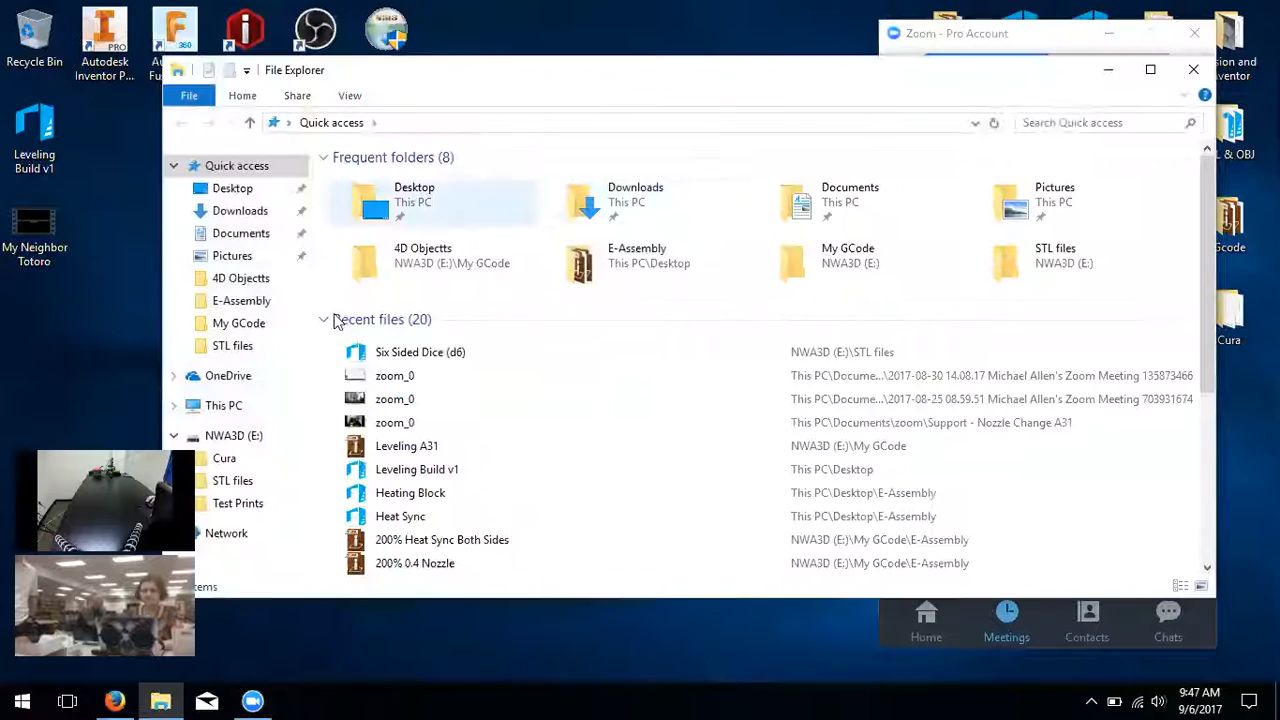 Zoom - Pro Account
File Explorer
File
Home
Share
View
Quick access
Search Quick access
Recycle Bin
Autodesk
Inventor P...
Leveling
Build v1
My Neighbor
Totoro
Quick access
Desktop
Downloads
Documents
Pictures
4D Objectts
E-Assembly
My GCode
STL files
OneDrive
This PC
NWA3D (E:)
Cura
STL files
Test Prints
Network
Frequent folders (8)
Desktop
This PC
Downloads
This PC
Documents
This PC
Pictures
This PC
4D Objectts
NWA3D (E:)\My GCode
E-Assembly
This PC\Desktop
My GCode
NWA3D (E:)
STL files
NWA3D (E:)
Recent files (20)
Six Sided Dice (d6) NWA3D (E:)\STL files
zoom_0 This PC\Docume...\2017-08-30 14.08.17 Michael Allen's Zoom Meeting 135873466
zoom_0 This PC\Docume...\2017-08-25 08.59.51 Michael Allen's Zoom Meeting 703931674
zoom_0 This PC\Documents\zoom\Support - Nozzle Change A31
Leveling A31 NWA3D (E:)\My GCode
Leveling Build v1 This PC\Desktop
Heating Block This PC\Desktop\E-Assembly
Heat Sync This PC\Desktop\E-Assembly
200% Heat Sync Both Sides NWA3D (E:)\My GCode\E-Assembly
200% 0.4 Nozzle NWA3D (E:)\My GCode\E-Assembly
Home
Meetings
Contacts
Chats
Cura
9:47 AM
9/6/2017